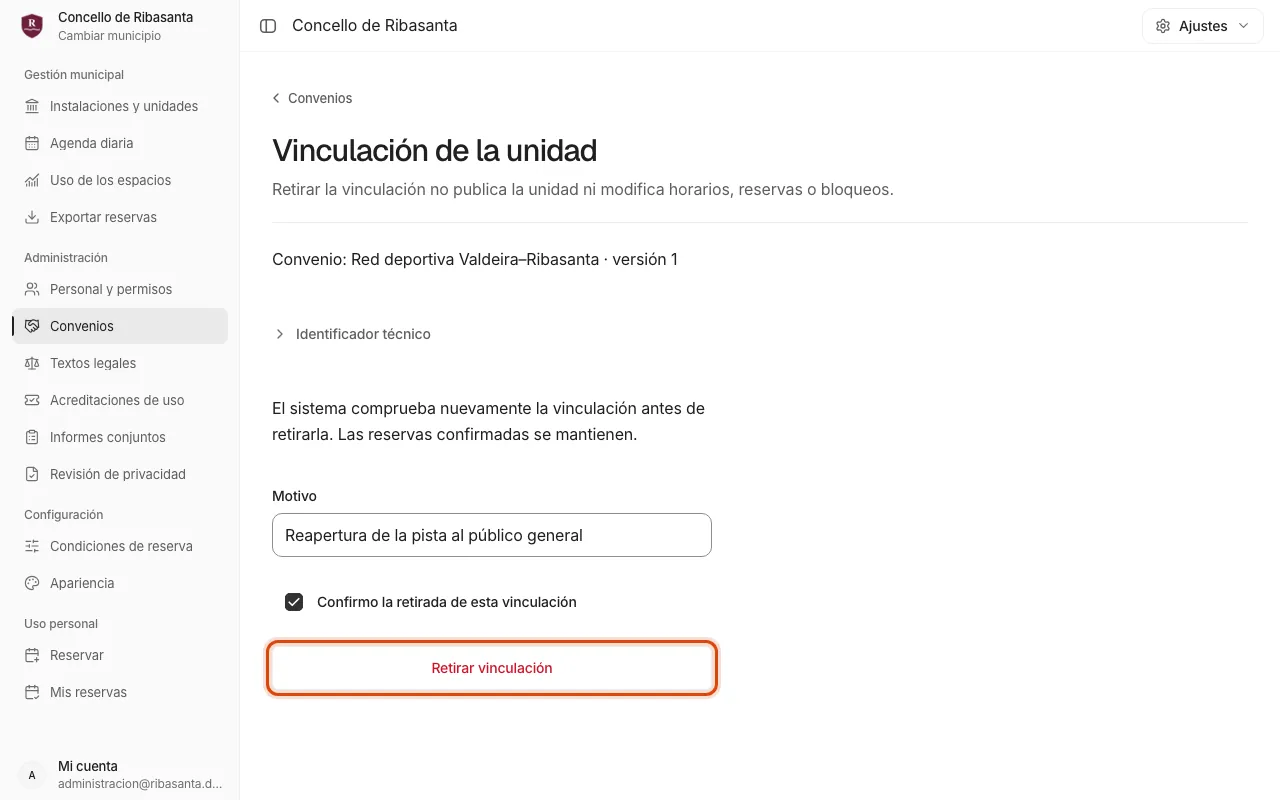 R
Concello de Ribasanta
Cambiar municipio
Gestión municipal
Instalaciones y unidades
Agenda diaria
Uso de los espacios
Exportar reservas
Administración
Personal y permisos
Convenios
Textos legales
Acreditaciones de uso
Informes conjuntos
Revisión de privacidad
Configuración
Condiciones de reserva
Apariencia
Uso personal
Reservar
Mis reservas
A
Mi cuenta
administracion@ribasanta.d...
Concello de Ribasanta
Ajustes
Convenios
Vinculación de la unidad
Retirar la vinculación no publica la unidad ni modifica horarios, reservas o bloqueos.
Convenio: Red deportiva Valdeira–Ribasanta · versión 1
Identificador técnico
El sistema comprueba nuevamente la vinculación antes de
retirarla. Las reservas confirmadas se mantienen.
Motivo
Reapertura de la pista al público general
Confirmo la retirada de esta vinculación
Retirar vinculación